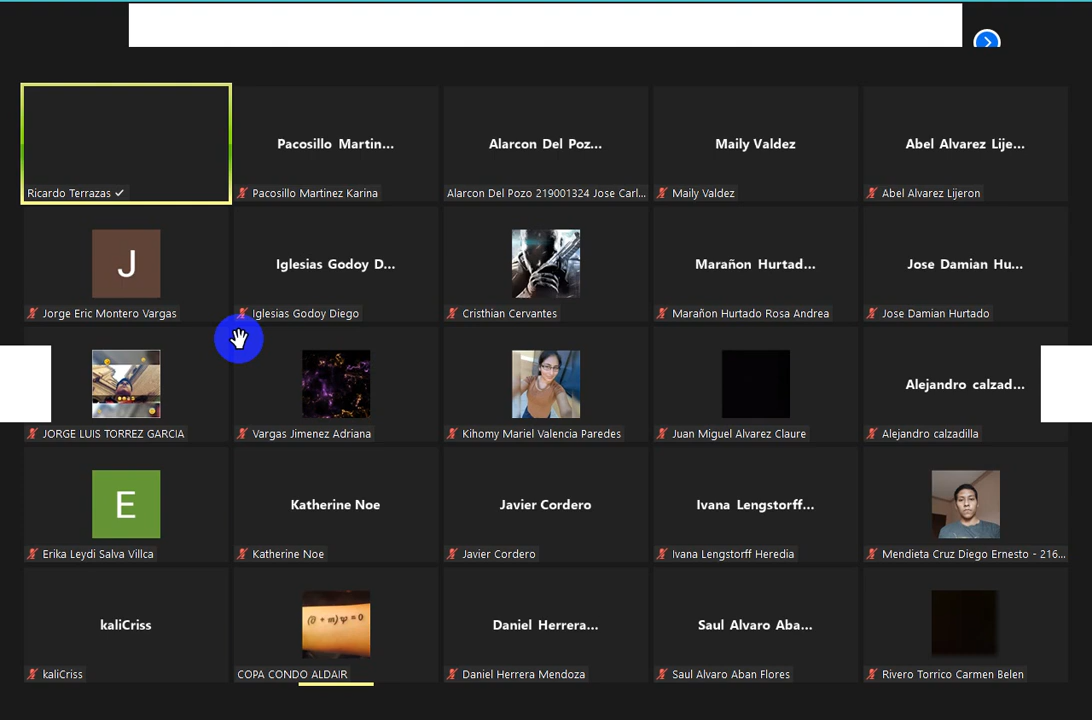 Pacosillo Martin...
Alarcon Del Poz...
Maily Valdez
Abel Alvarez Lije...
Ricardo Terrazas
Pacosillo Martinez Karina
Alarcon Del Pozo 219001324 Jose Carl...
Maily Valdez
Abel Alvarez Lijeron
J
Iglesias Godoy D...
Marañon Hurtad...
Jose Damian Hu...
Jorge Eric Montero Vargas
Iglesias Godoy Diego
Cristhian Cervantes
Marañon Hurtado Rosa Andrea
Jose Damian Hurtado
Alejandro calzad...
JORGE LUIS TORREZ GARCIA
Vargas Jimenez Adriana
Kihomy Mariel Valencia Paredes
Juan Miguel Alvarez Claure
Alejandro calzadilla
E
Katherine Noe
Javier Cordero
Ivana Lengstorff...
Erika Leydi Salva Villca
Katherine Noe
Javier Cordero
Ivana Lengstorff Heredia
Mendieta Cruz Diego Ernesto - 216...
kaliCriss
(∂ + m) ψ = 0
Daniel Herrera...
Saul Alvaro Aba...
kaliCriss
COPA CONDO ALDAIR
Daniel Herrera Mendoza
Saul Alvaro Aban Flores
Rivero Torrico Carmen Belen